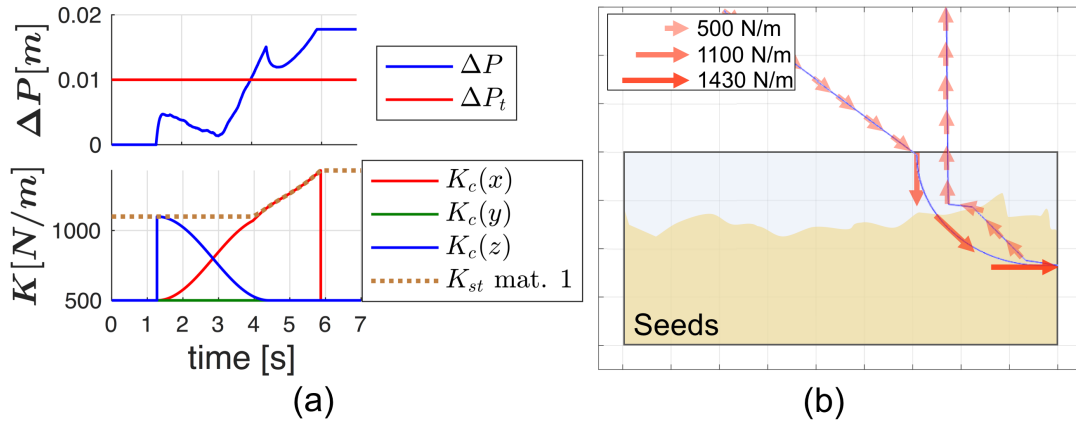 0.02
0.01
0
ΔP[m]
ΔP
ΔP_t
1000
500
K[N/m]
0 1 2 3 4 5 6 7
time [s]
K_c(x)
K_c(y)
K_c(z)
K_st mat. 1
(a)
500 N/m
1100 N/m
1430 N/m
Seeds
(b)